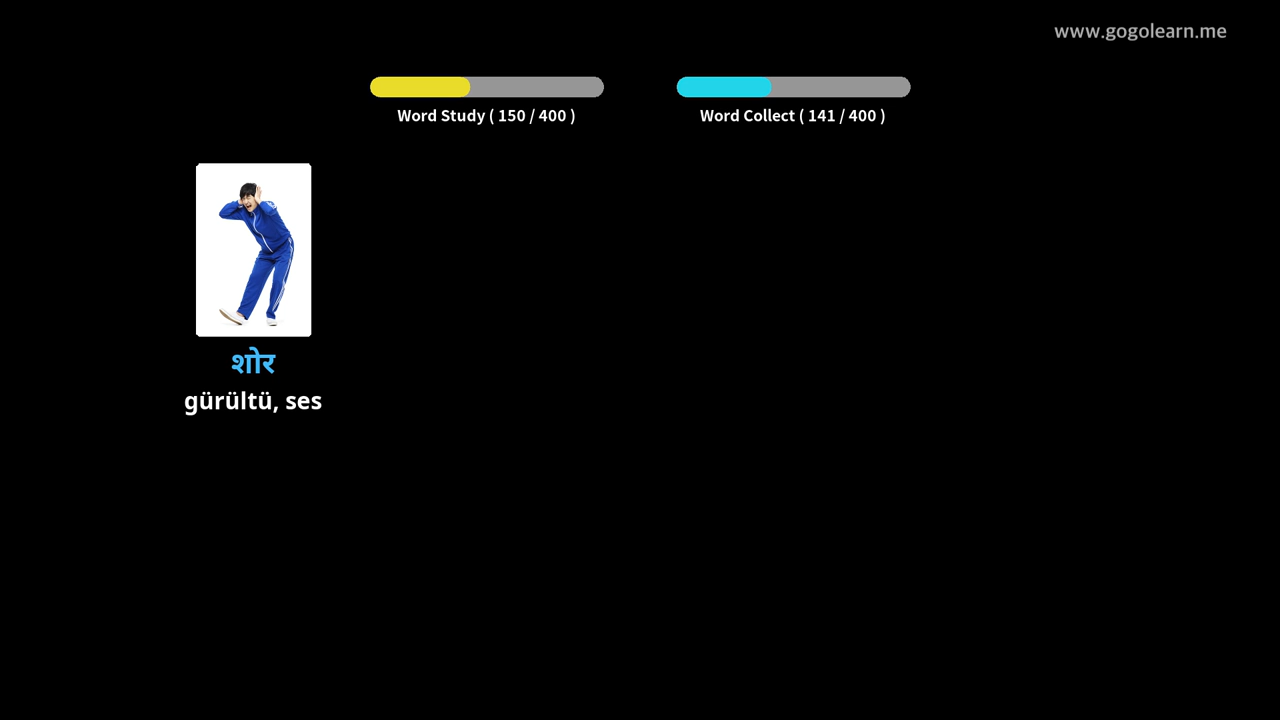 www.gogolearn.me
Word Study ( 150 / 400 )
Word Collect ( 141 / 400 )
शोर
gürültü, ses